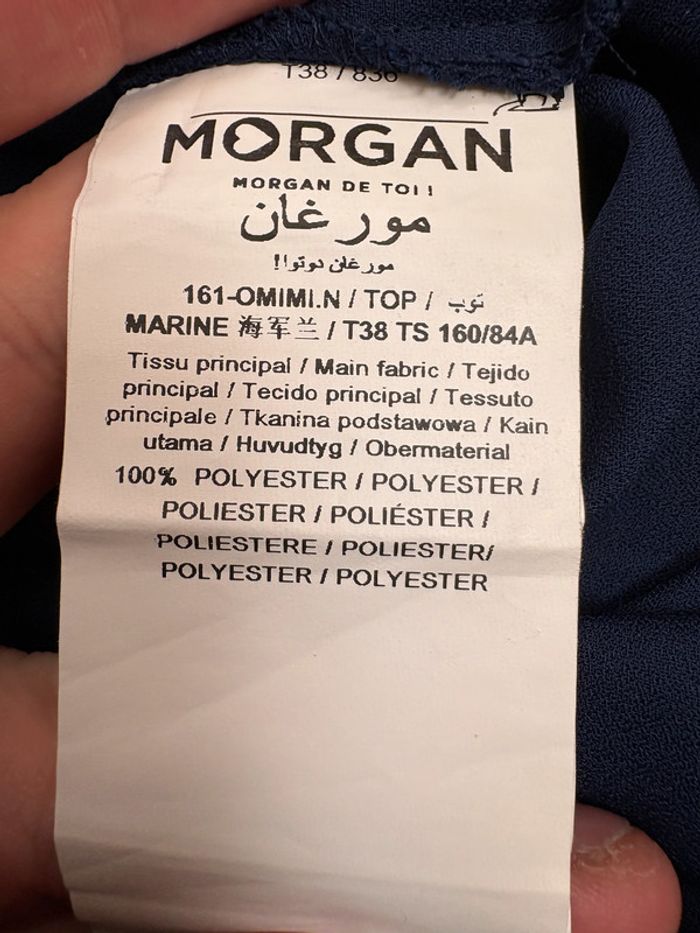 T38 / 836
MORGAN
MORGAN DE TOI !
مورغان
مورغان دوتوا!
161-OMIMI.N / TOP / توب
MARINE 海军兰 / T38 TS 160/84A
Tissu principal / Main fabric / Tejido
principal / Tecido principal / Tessuto
principale / Tkanina podstawowa / Kain
utama / Huvudtyg / Obermaterial
100% POLYESTER / POLYESTER /
POLIESTER / POLIÉSTER /
POLIESTERE / POLIESTER/
POLYESTER / POLYESTER